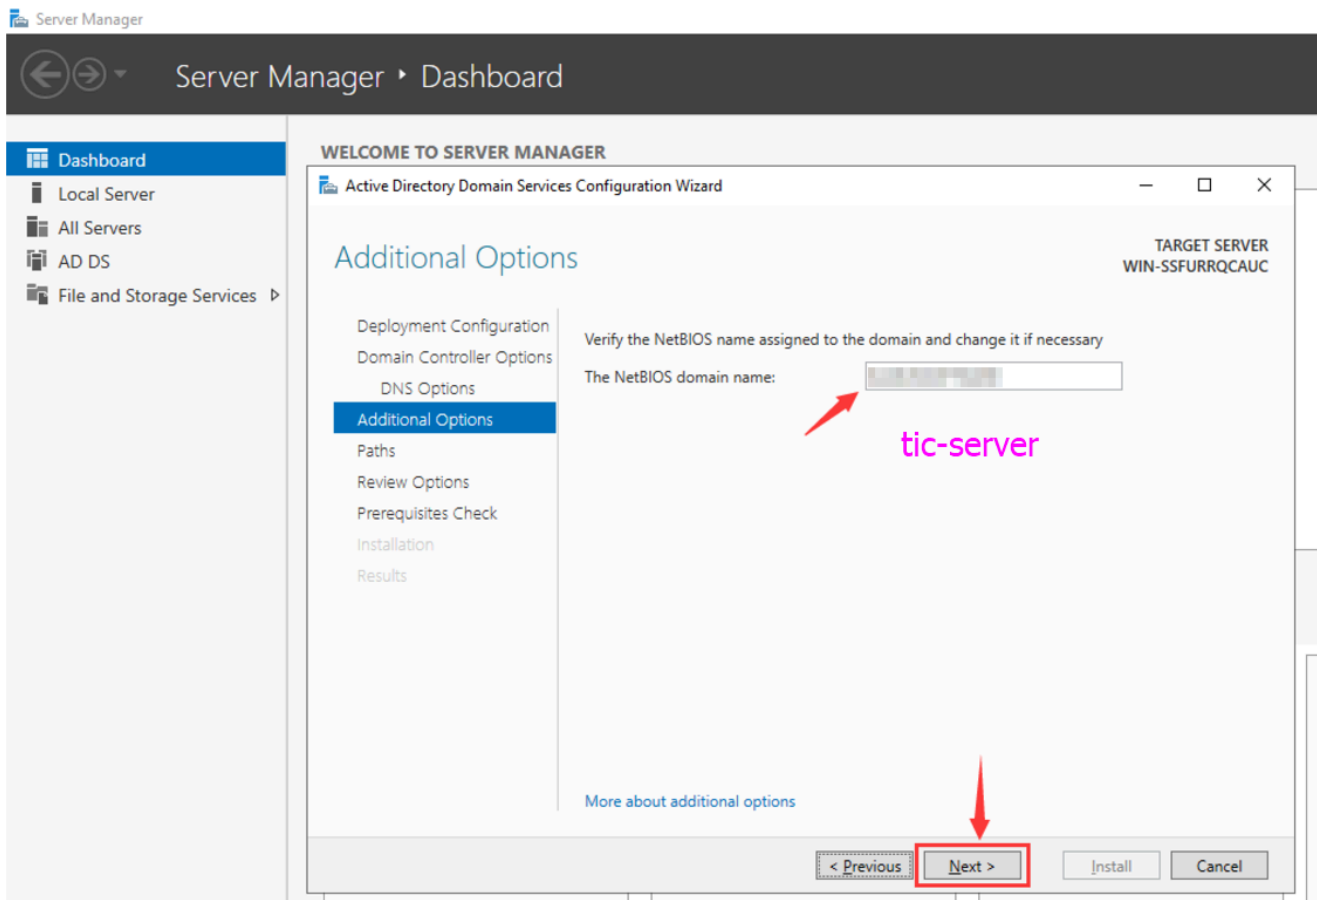 Server Manager
Server Manager ‣ Dashboard
Dashboard
Local Server
All Servers
AD DS
File and Storage Services
WELCOME TO SERVER MANAGER
Active Directory Domain Services Configuration Wizard
Additional Options
TARGET SERVER
WIN-SSFURRQCAUC
Deployment Configuration
Domain Controller Options
DNS Options
Additional Options
Paths
Review Options
Prerequisites Check
Installation
Results
Verify the NetBIOS name assigned to the domain and change it if necessary
The NetBIOS domain name:
tic-server
More about additional options
< Previous
Next >
Install
Cancel